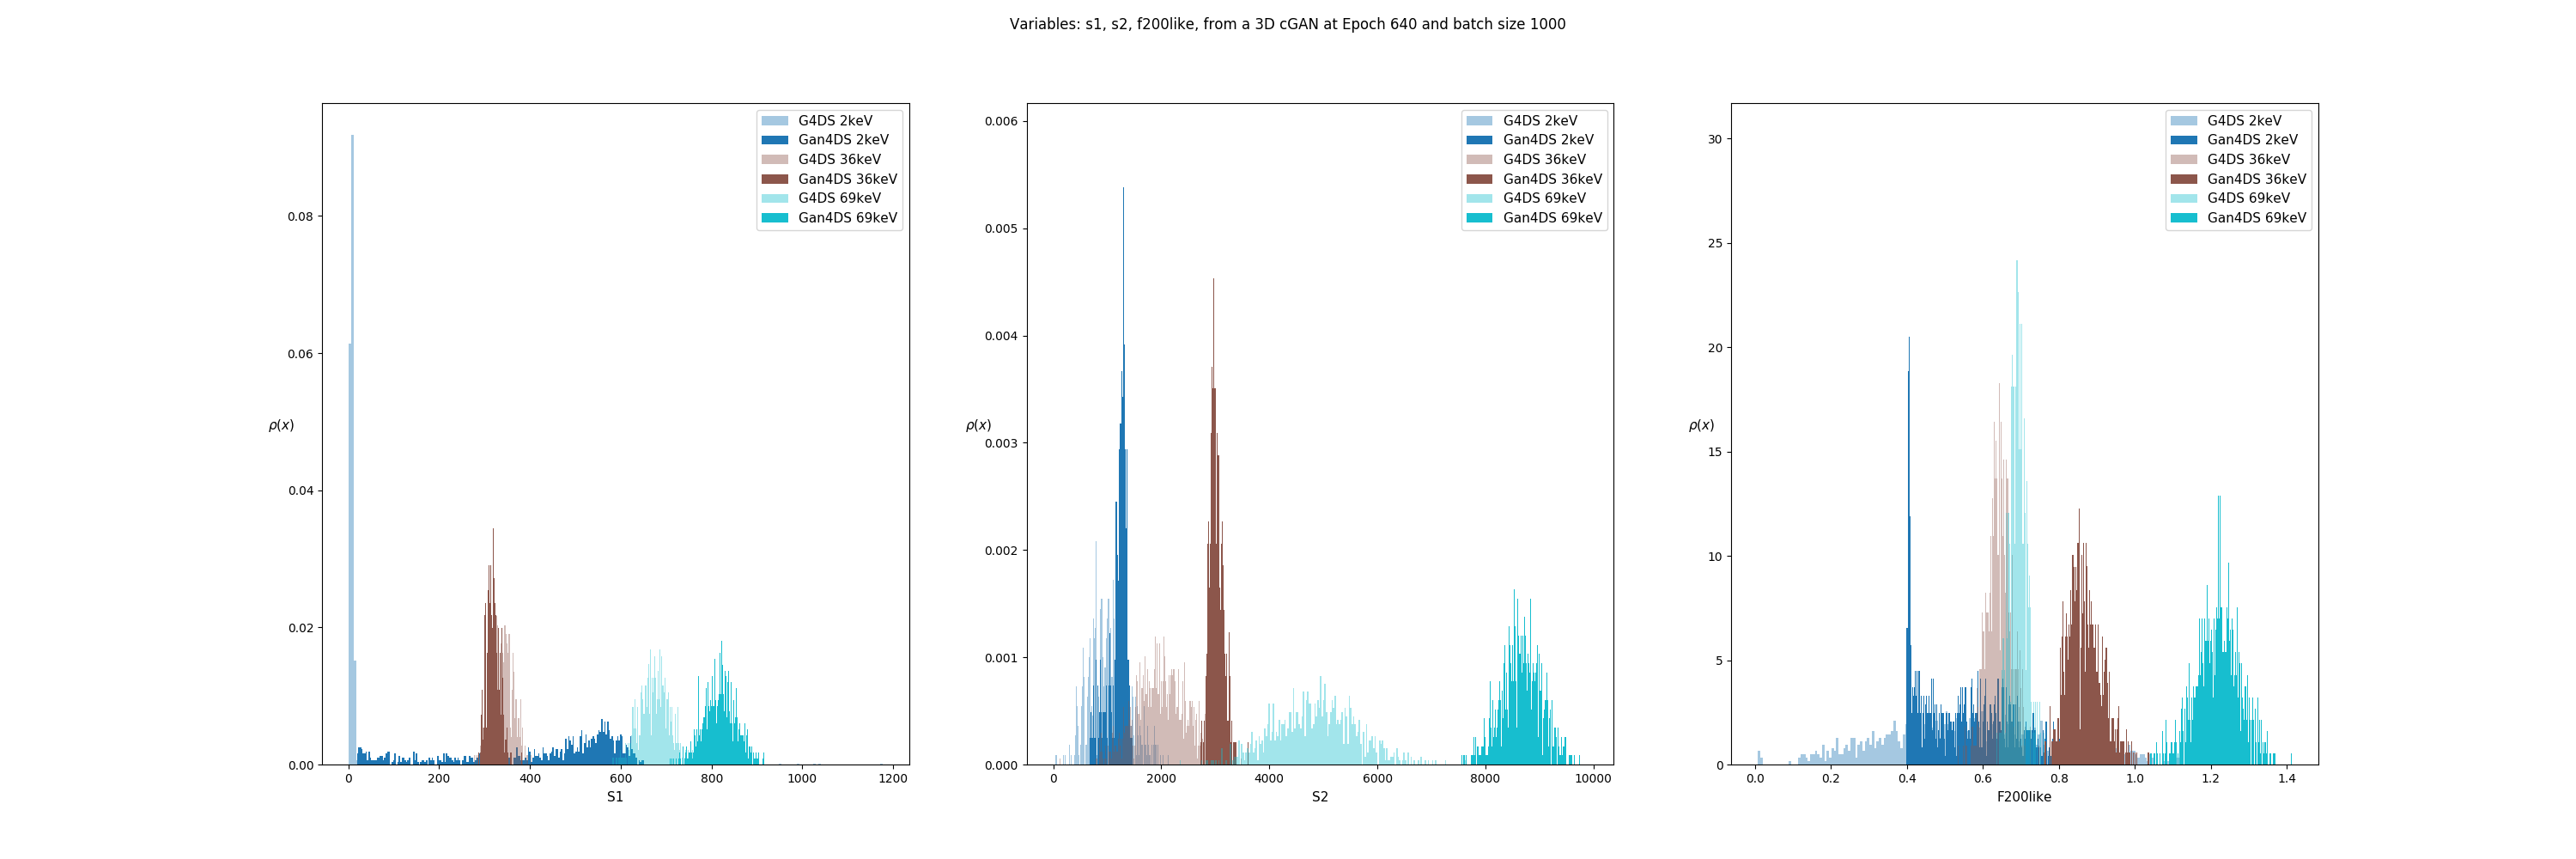 Variables: s1, s2, f200like, from a 3D cGAN at Epoch 640 and batch size 1000
G4DS 2keV
Gan4DS 2keV
G4DS 36keV
Gan4DS 36keV
G4DS 69keV
Gan4DS 69keV
0.08
0.06
ρ(x)
0.04
0.02
0.00
0 200 400 600 800 1000 1200
S1
G4DS 2keV
Gan4DS 2keV
G4DS 36keV
Gan4DS 36keV
G4DS 69keV
Gan4DS 69keV
0.006
0.005
0.004
ρ(x)
0.003
0.002
0.001
0.000
0 2000 4000 6000 8000 10000
S2
G4DS 2keV
Gan4DS 2keV
G4DS 36keV
Gan4DS 36keV
G4DS 69keV
Gan4DS 69keV
30
25
20
ρ(x)
15
10
5
0
0.0 0.2 0.4 0.6 0.8 1.0 1.2 1.4
F200like